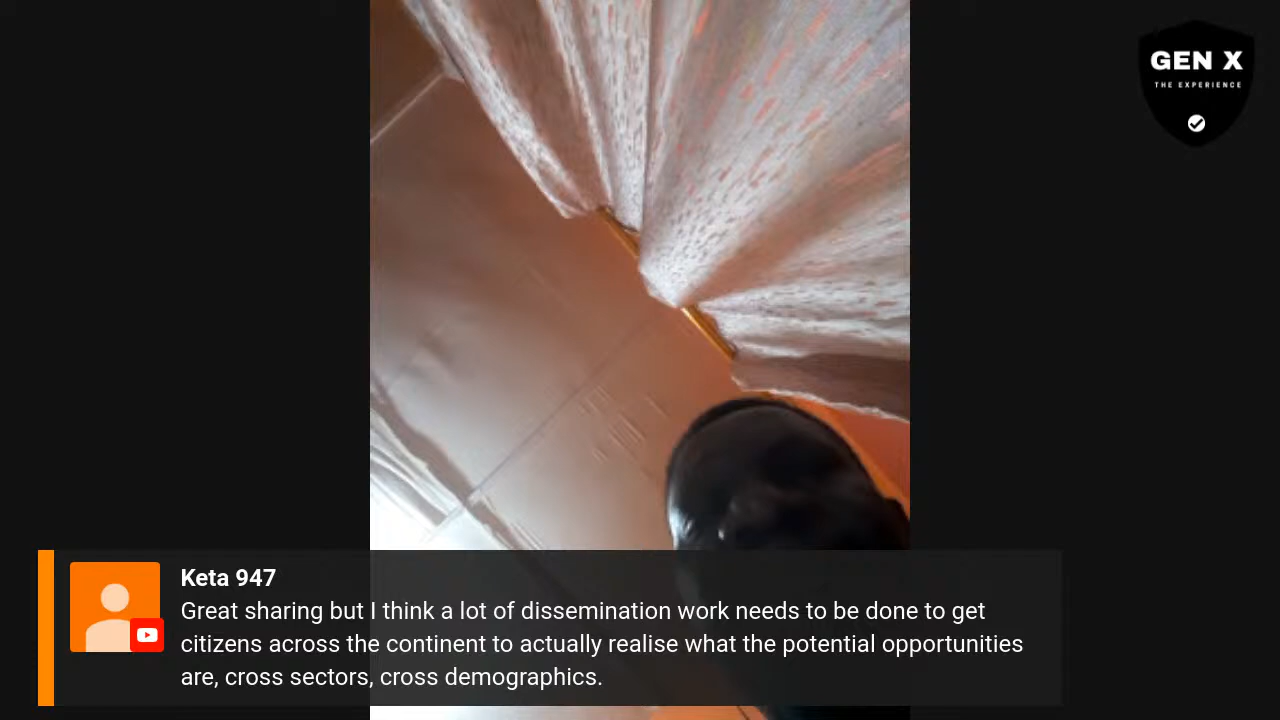 GEN X
THE EXPERIENCE
Keta 947
Great sharing but I think a lot of dissemination work needs to be done to get
citizens across the continent to actually realise what the potential opportunities
are, cross sectors, cross demographics.